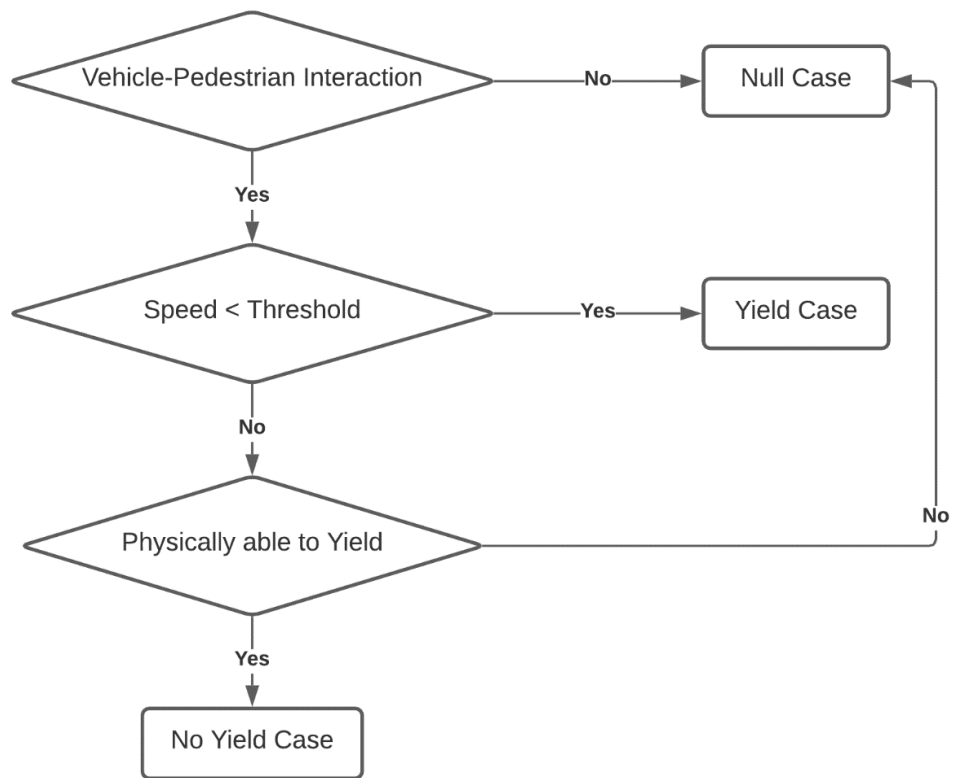 Vehicle-Pedestrian Interaction
No
Null Case
Yes
Speed < Threshold
Yes
Yield Case
No
Physically able to Yield
No
Yes
No Yield Case